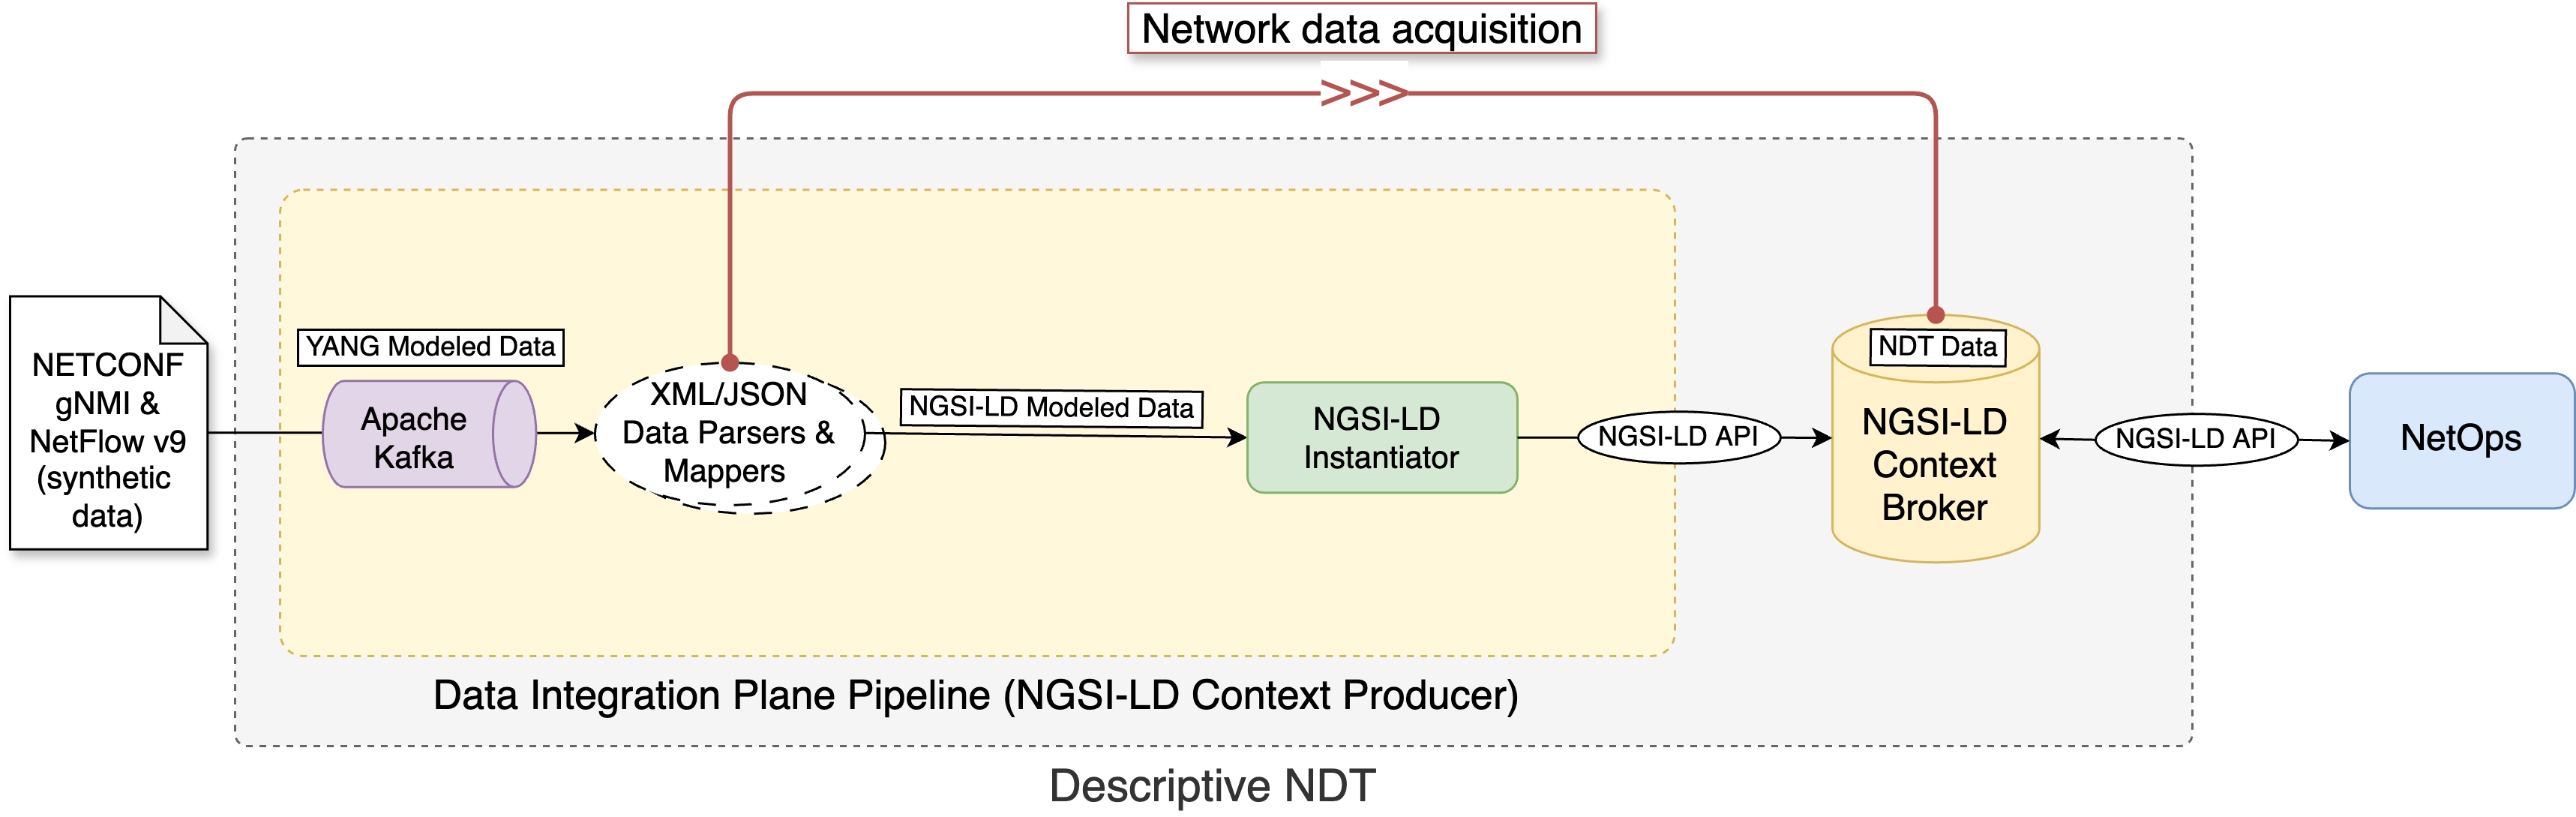 Network data acquisition
NETCONF
gNMI &
NetFlow v9
(synthetic
data)
YANG Modeled Data
Apache
Kafka
XML/JSON
Data Parsers &
Mappers
NGSI-LD Modeled Data
NGSI-LD
Instantiator
NGSI-LD API
NDT Data
NGSI-LD
Context
Broker
NGSI-LD API
NetOps
Data Integration Plane Pipeline (NGSI-LD Context Producer)
Descriptive NDT